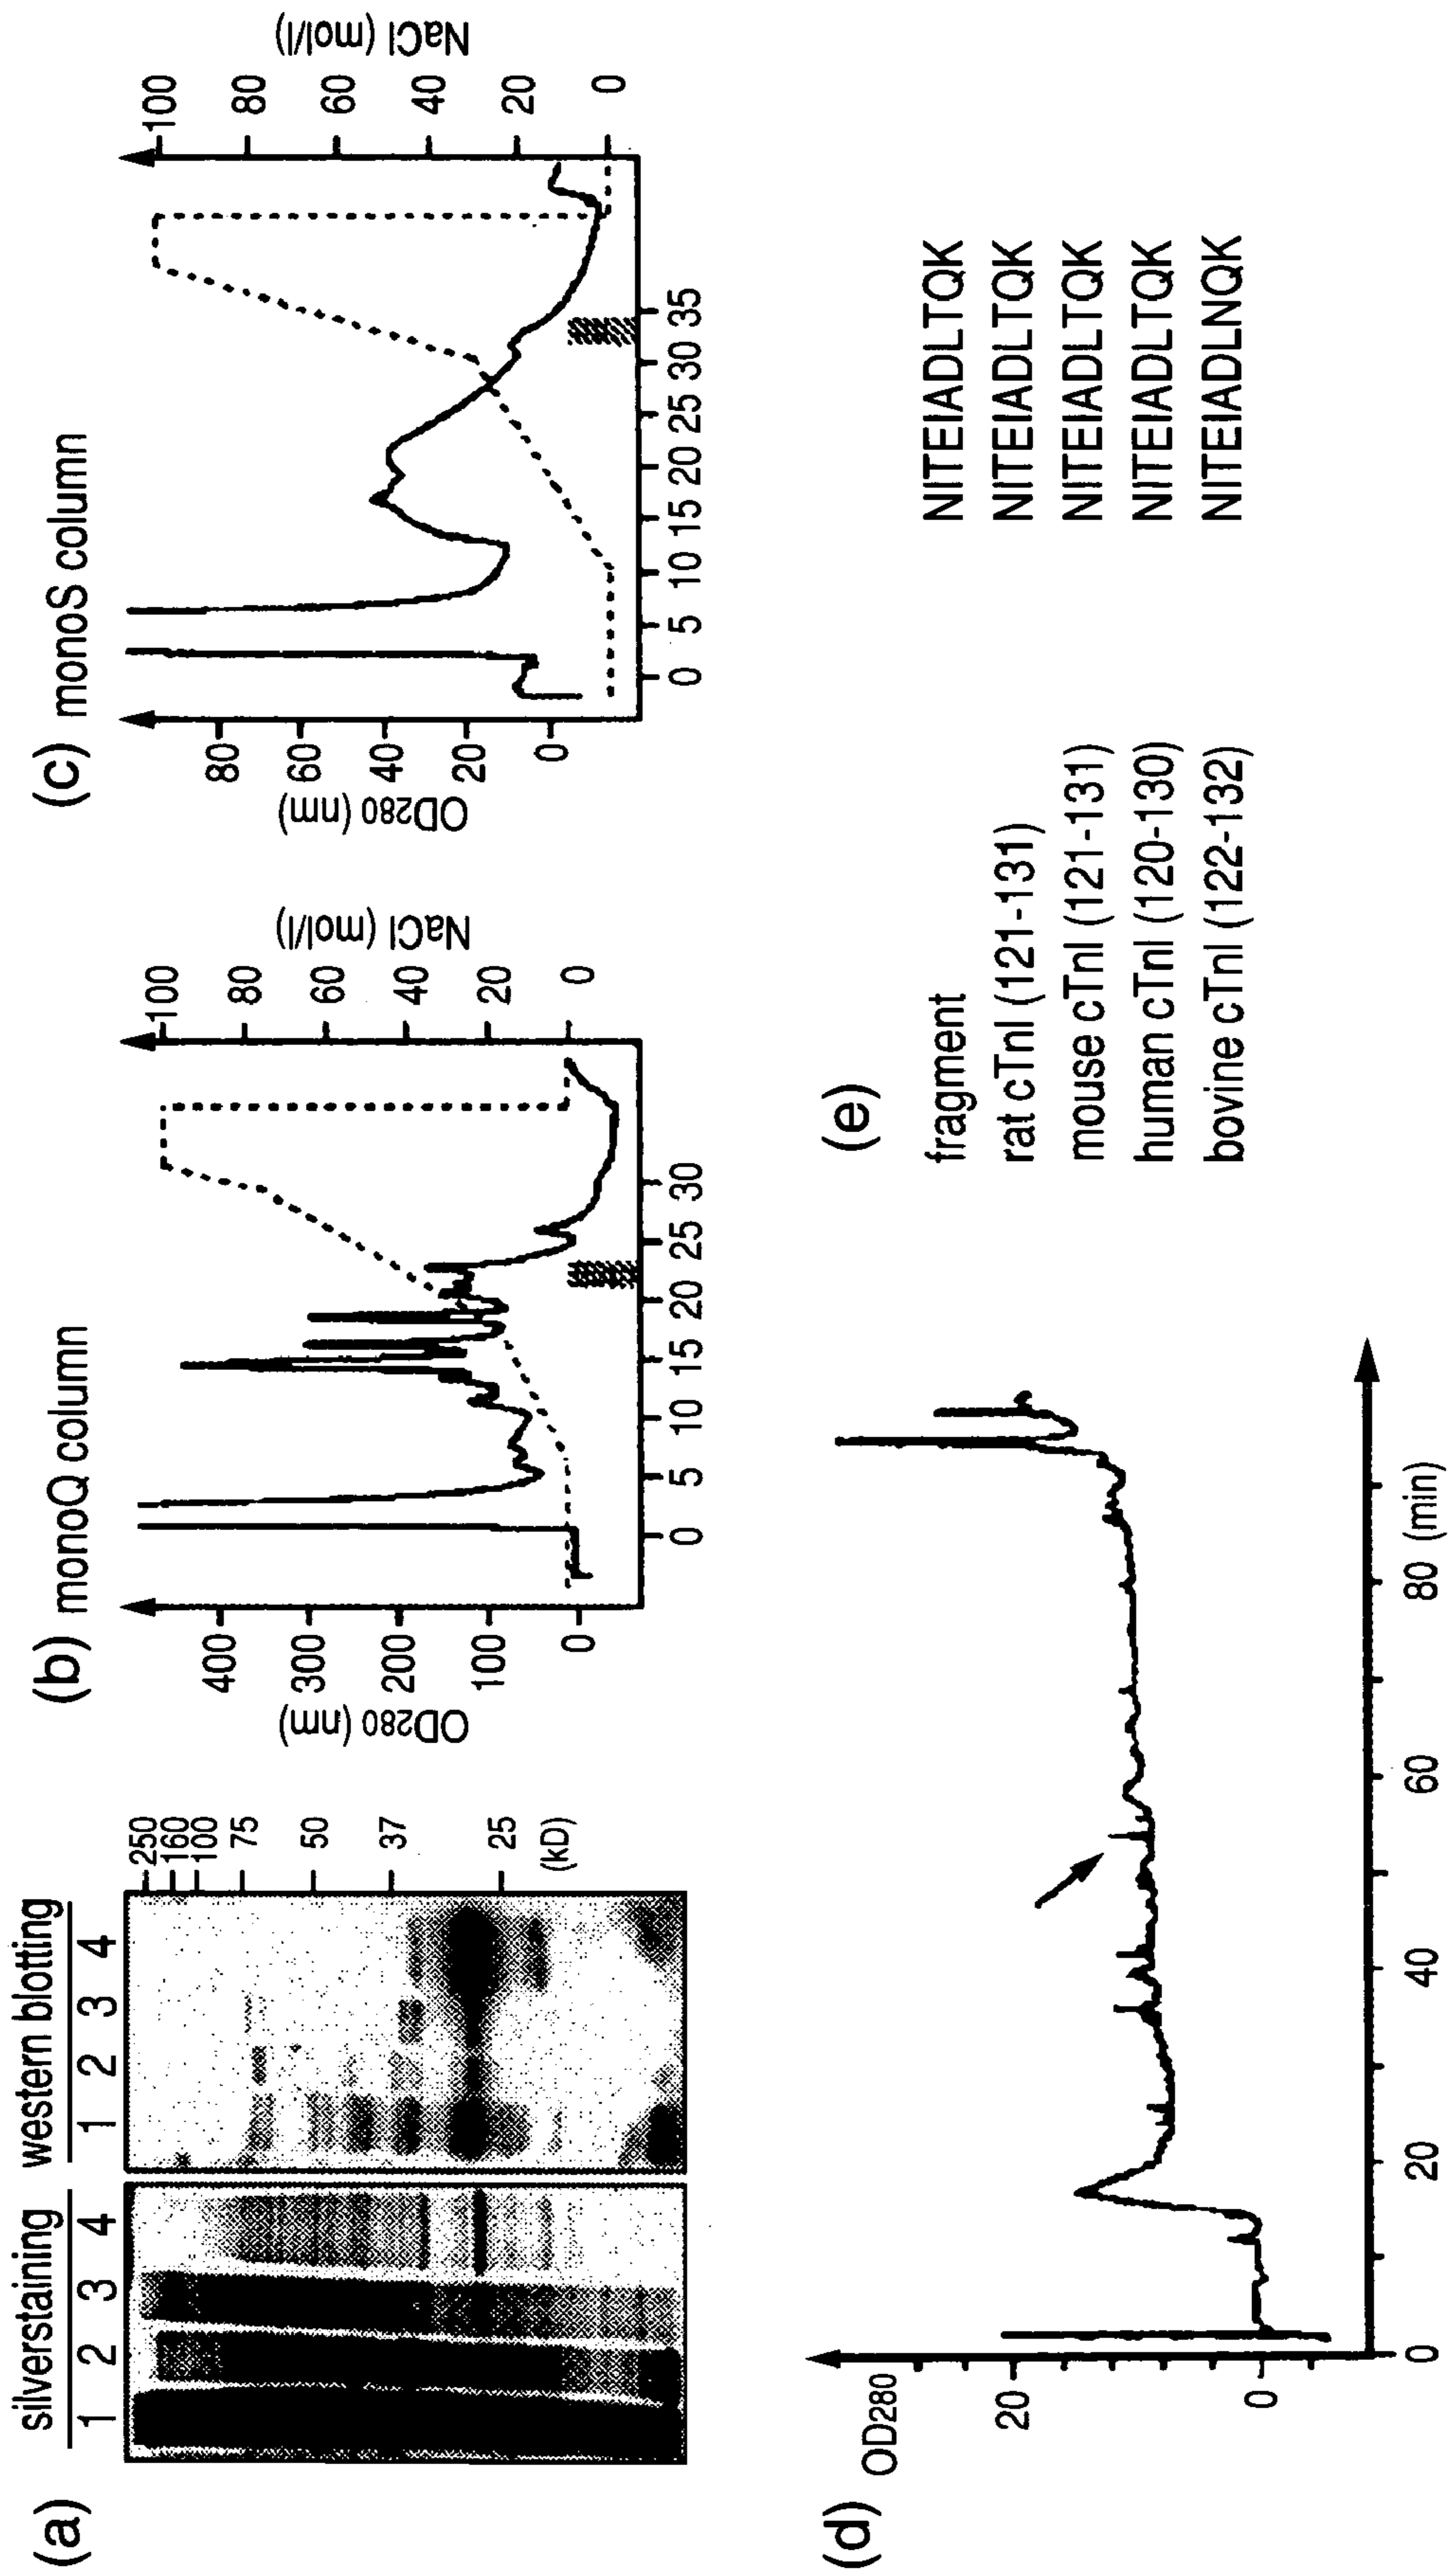 (a)
silverstaining western blotting
1 2 3 4 1 2 3 4
250
160
100
75
50
37
25
(kD)
(b) monoQ column
OD280 (nm)
400
300
200
100
0
NaCl (mol/l)
100
80
60
40
20
0
0 5 10 15 20 25 30
(c) monoS column
OD280 (nm)
80
60
40
20
0
NaCl (mol/l)
100
80
60
40
20
0
0 5 10 15 20 25 30 35
(d)
OD280
20
0
0 20 40 60 80 (min)
(e)
fragment NITEIADLTQK
rat cTnI (121-131) NITEIADLTQK
mouse cTnI (121-131) NITEIADLTQK
human cTnI (120-130) NITEIADLTQK
bovine cTnI (122-132) NITEIADLNQK